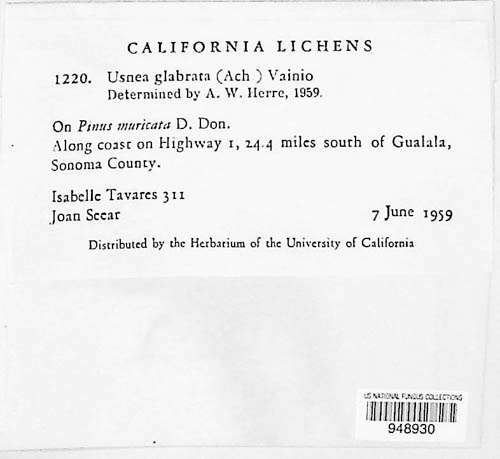 CALIFORNIA LICHENS
1220. Usnea glabrata (Ach.) Vainio
Determined by A. W. Herre, 1959.
On Pinus muricata D. Don.
Along coast on Highway 1, 24.4 miles south of Gualala,
Sonoma County.
Isabelle Tavares 311
Joan Seear
7 June 1959
Distributed by the Herbarium of the University of California
US NATIONAL FUNGUS COLLECTIONS
948930